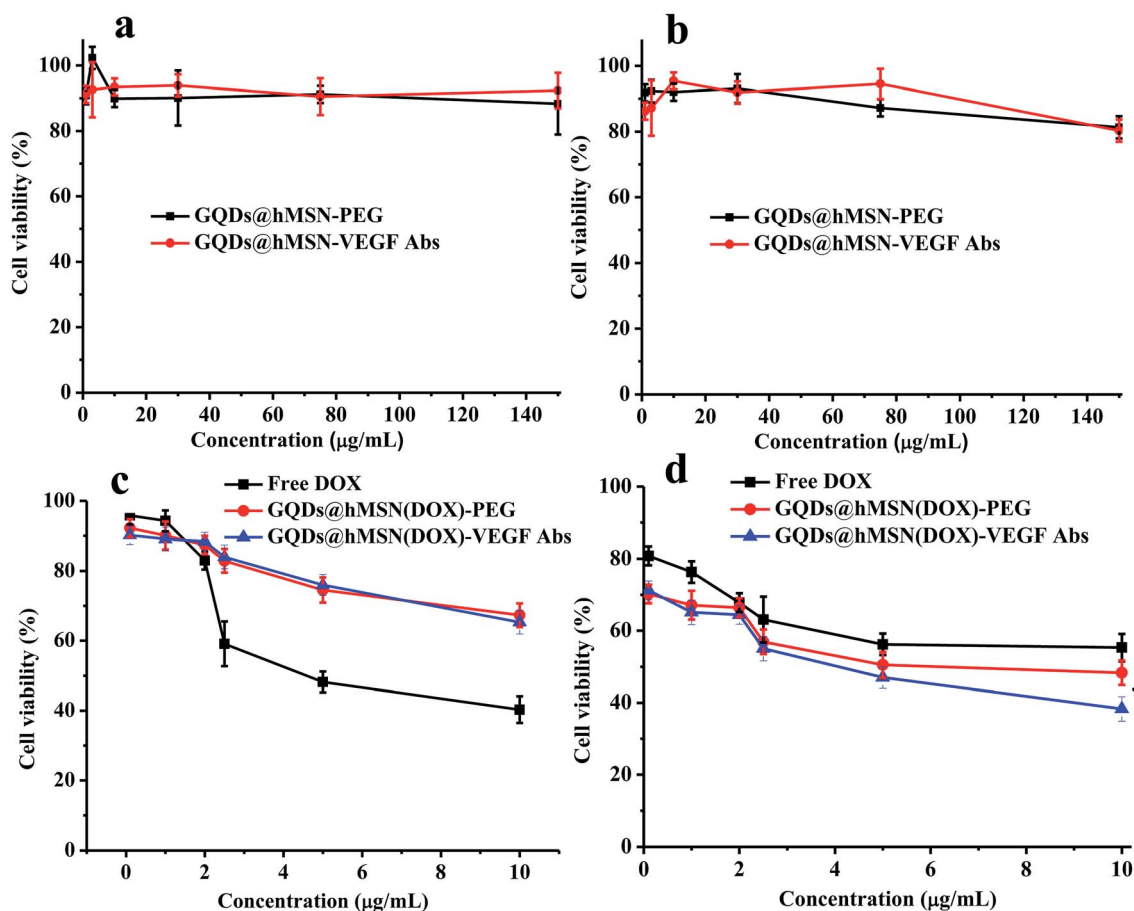 a
100
80
60
40
20
0
Cell viability (%)
GQDs@hMSN-PEG
GQDs@hMSN-VEGF Abs
0 20 40 60 80 100 120 140
Concentration (μg/mL)
b
100
80
60
40
20
0
Cell viability (%)
GQDs@hMSN-PEG
GQDs@hMSN-VEGF Abs
0 20 40 60 80 100 120 140
Concentration (μg/mL)
c
Free DOX
GQDs@hMSN(DOX)-PEG
GQDs@hMSN(DOX)-VEGF Abs
100
80
60
40
20
0
Cell viability (%)
0 2 4 6 8 10
Concentration (μg/mL)
d
Free DOX
GQDs@hMSN(DOX)-PEG
GQDs@hMSN(DOX)-VEGF Abs
100
80
60
40
20
0
Cell viability (%)
0 2 4 6 8 10
Concentration (μg/mL)